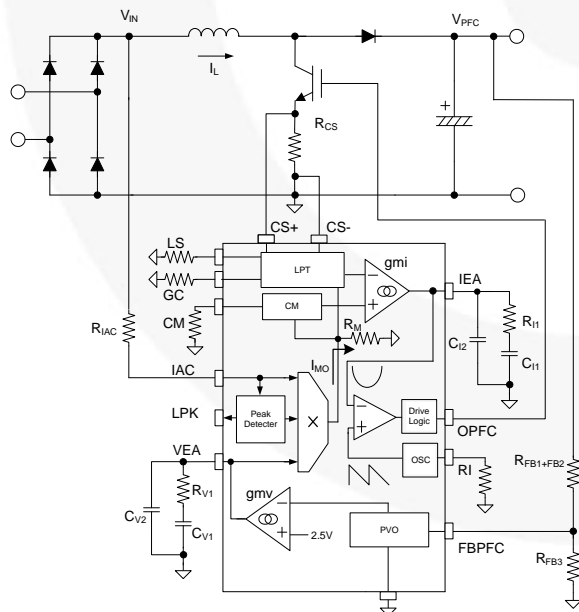 VIN
VPFC
IL
RCS
CS+
CS-
LS
GC
LPT
gmi
IEA
CM
CM
RM
RIAC
IMO
RI1
CI2
CI1
IAC
LPK
Peak
Detecter
X
Drive
Logic
OPFC
VEA
OSC
RI
RFB1+FB2
RV1
CV2
CV1
gmv
2.5V
PVO
FBPFC
RFB3